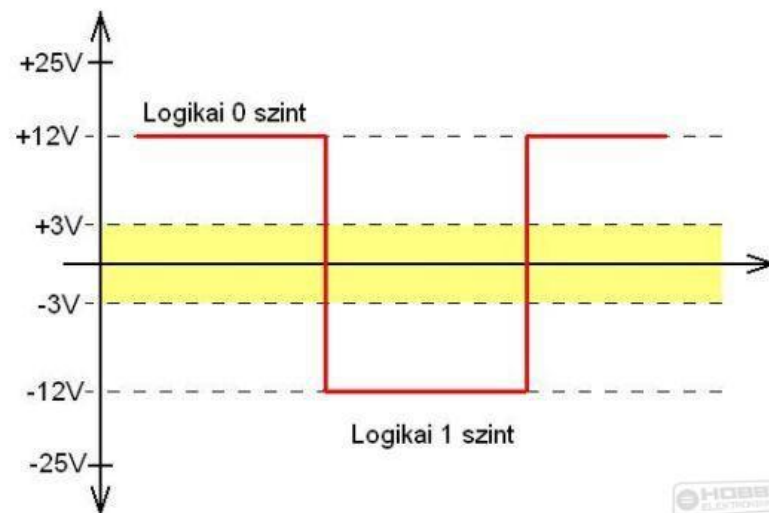 +25V
Logikai 0 szint
+12V
+3V
-3V
-12V
Logikai 1 szint
-25V